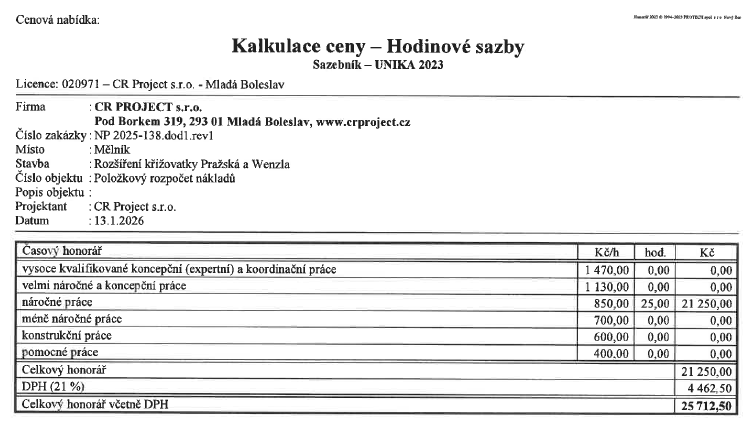 Cenová nabídka:
Kalkulace ceny – Hodinové sazby
Sazebník – UNIKA 2023
Licence: 020971 – CR Project s.r.o. - Mladá Boleslav
Firma : CR PROJECT s.r.o.
Pod Borkem 319, 293 01 Mladá Boleslav, www.crproject.cz
Číslo zakázky : NP 2025-138.dod1.rev1
Místo : Mělník
Stavba : Rozšíření křižovatky Pražská a Wenzla
Číslo objektu : Položkový rozpočet nákladů
Popis objektu :
Projektant : CR Project s.r.o.
Datum : 13.1.2026
Časový honorář Kč/h hod. Kč
vysoce kvalifikované koncepční (expertní) a koordinační práce 1 470,00 0,00 0,00
velmi náročné a koncepční práce 1 130,00 0,00 0,00
náročné práce 850,00 25,00 21 250,00
méně náročné práce 700,00 0,00 0,00
konstrukční práce 600,00 0,00 0,00
pomocné práce 400,00 0,00 0,00
Celkový honorář 21 250,00
DPH (21 %) 4 462,50
Celkový honorář včetně DPH 25 712,50